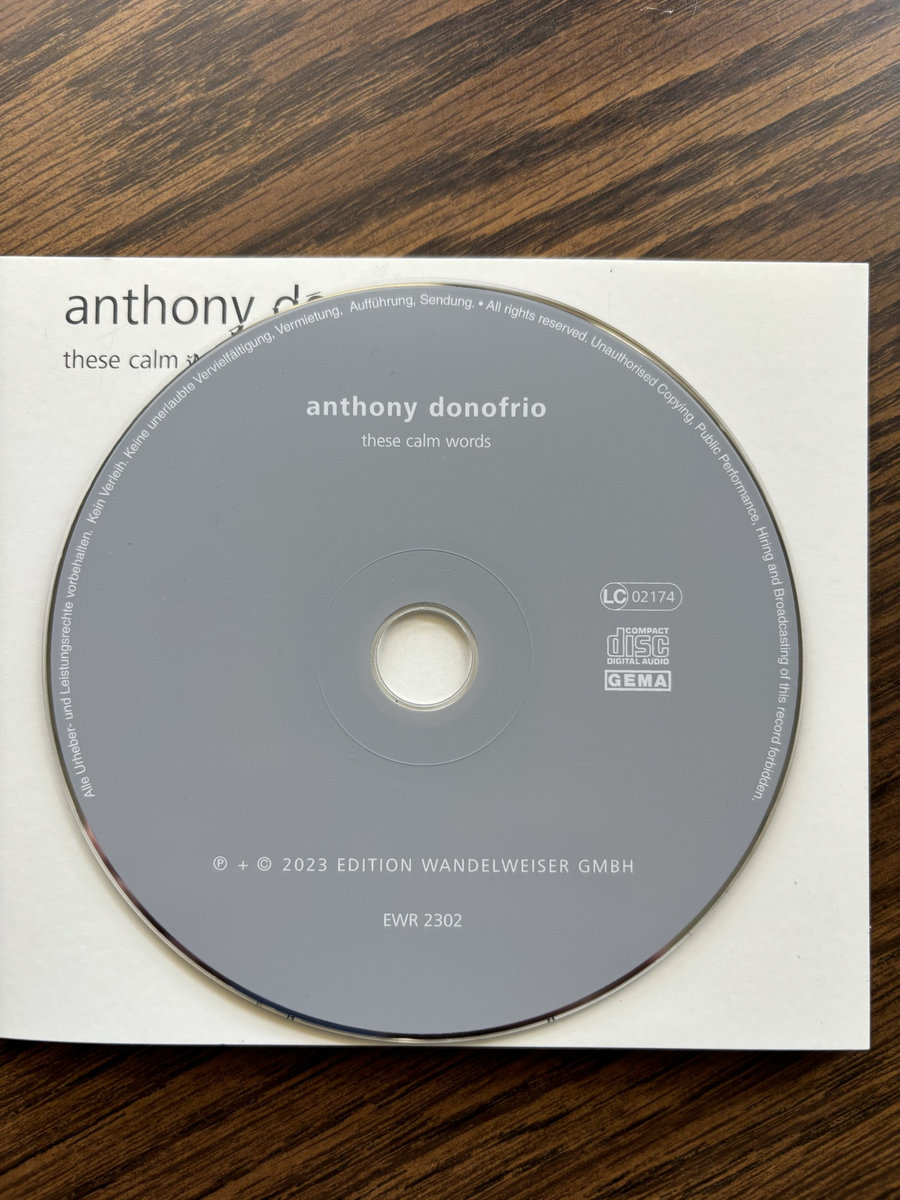 anthony
these calm
Alle Urheber- und Leistungsrechte vorbehalten. Kein Verleih. Keine unerlaubte Vervielfältigung, Vermietung, Aufführung, Sendung. • All rights reserved. Unauthorised Copying, Public Performance, Hiring and Broadcasting of this record forbidden.
anthony donofrio
these calm words
LC 02174
COMPACT
disc
DIGITAL AUDIO
GEMA
℗ + © 2023 EDITION WANDELWEISER GMBH
EWR 2302